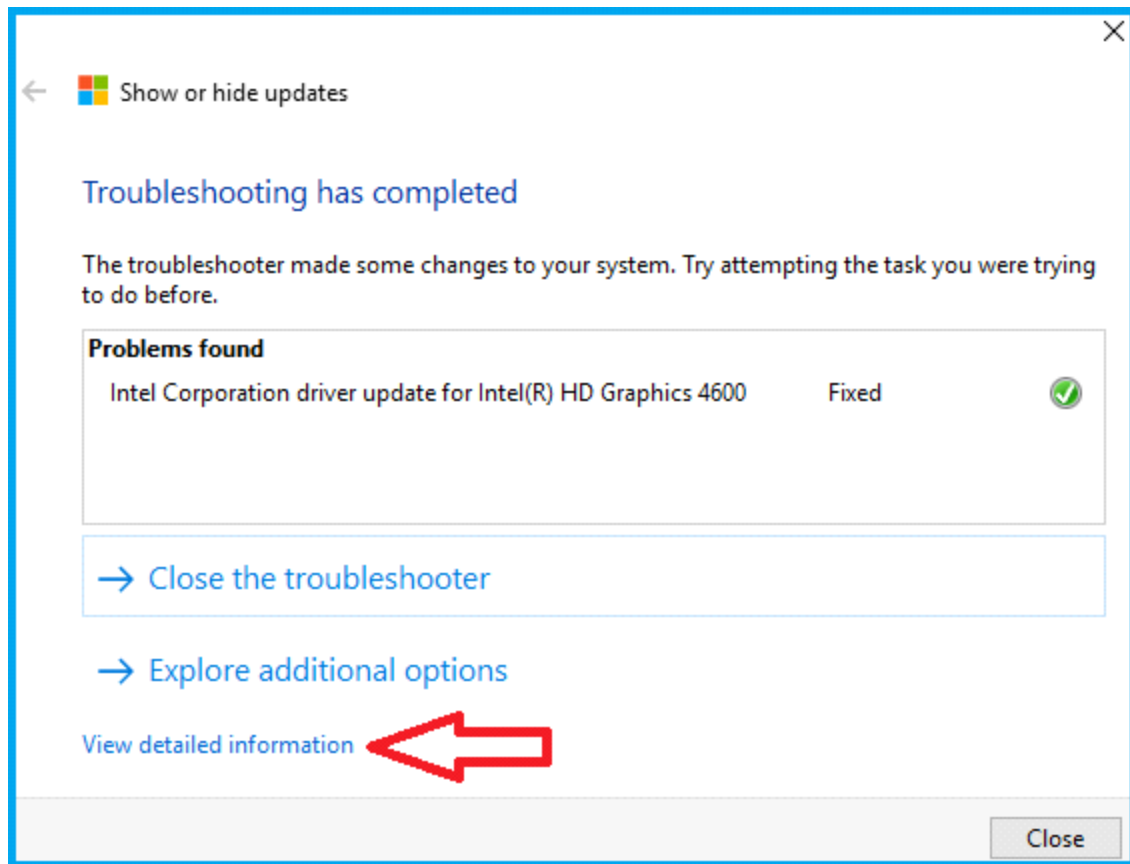 Show or hide updates
Troubleshooting has completed
The troubleshooter made some changes to your system. Try attempting the task you were trying
to do before.
Problems found
Intel Corporation driver update for Intel(R) HD Graphics 4600 Fixed
Close the troubleshooter
Explore additional options
View detailed information
Close